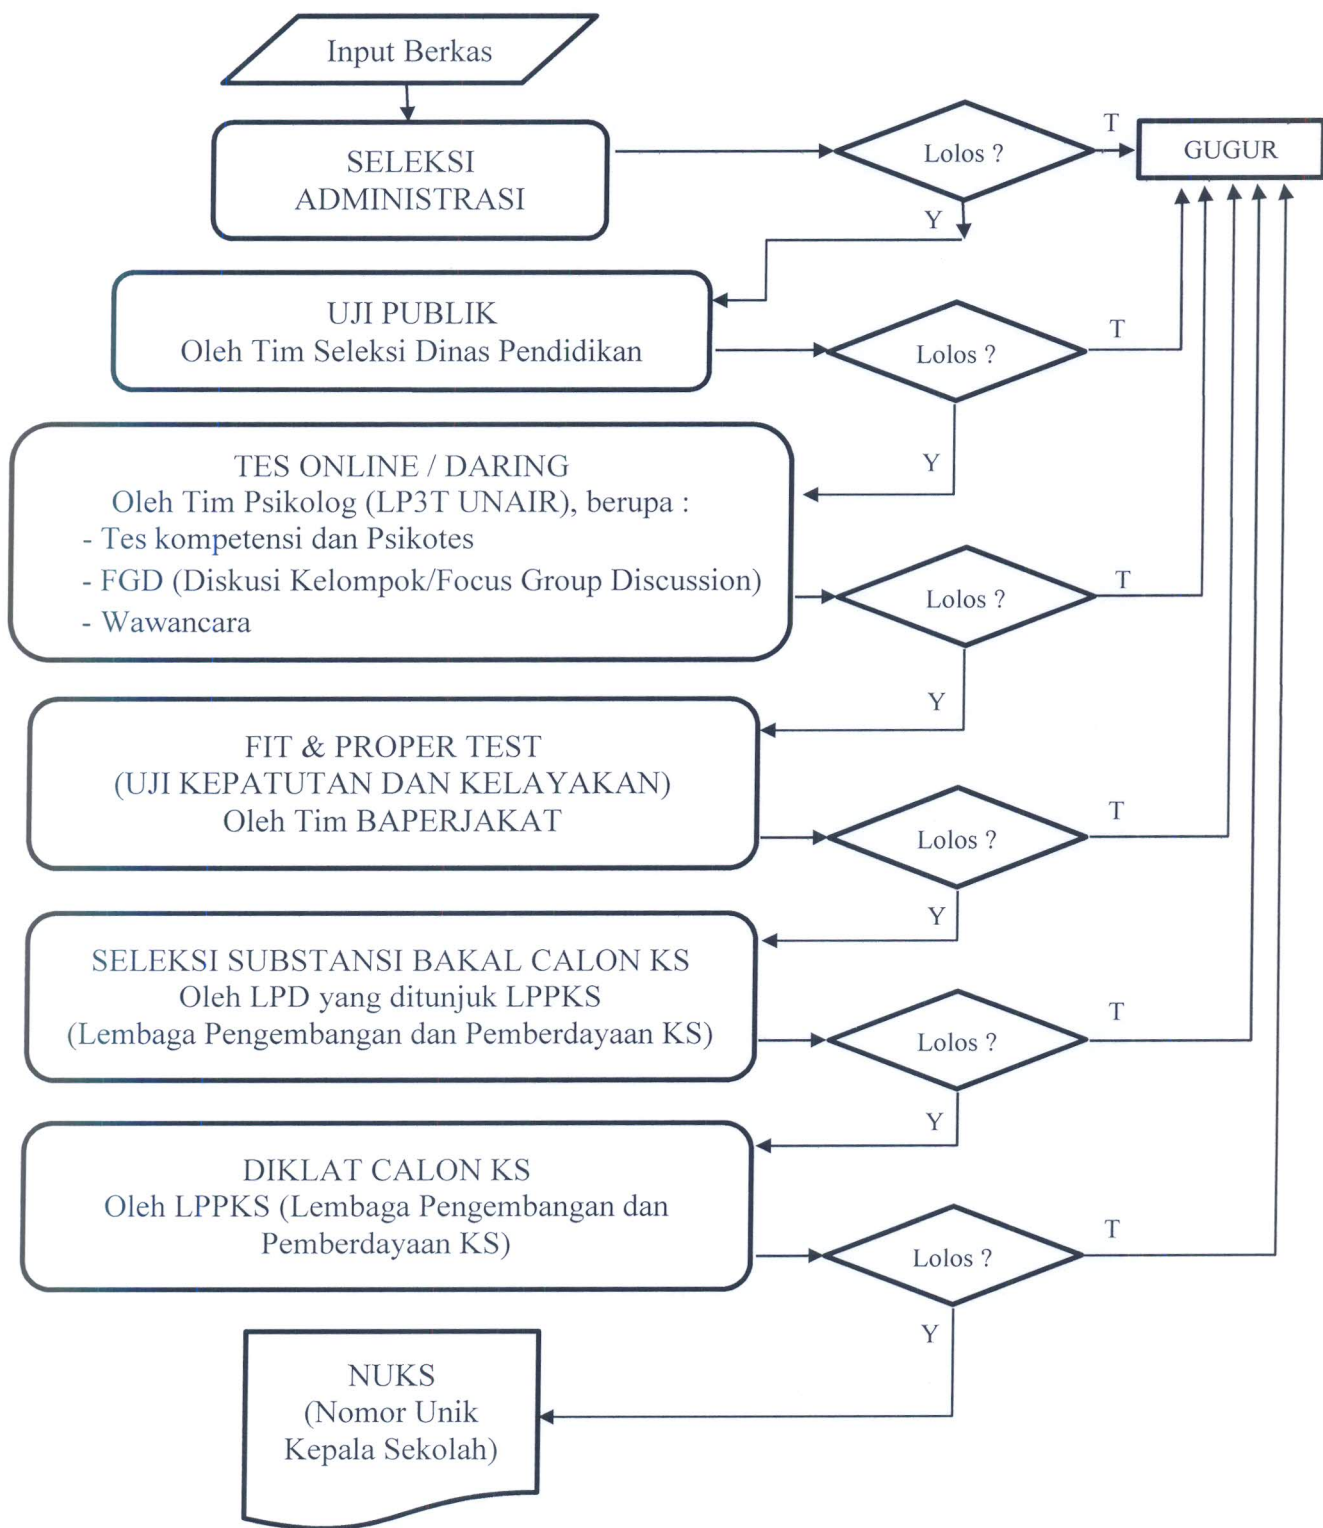 Input Berkas
SELEKSI
ADMINISTRASI
Lolos ?
T
GUGUR
Y
UJI PUBLIK
Oleh Tim Seleksi Dinas Pendidikan
Lolos ?
T
Y
TES ONLINE / DARING
Oleh Tim Psikolog (LP3T UNAIR), berupa :
- Tes kompetensi dan Psikotes
- FGD (Diskusi Kelompok/Focus Group Discussion)
- Wawancara
Lolos ?
T
Y
FIT & PROPER TEST
(UJI KEPATUTAN DAN KELAYAKAN)
Oleh Tim BAPERJAKAT
Lolos ?
T
Y
SELEKSI SUBSTANSI BAKAL CALON KS
Oleh LPD yang ditunjuk LPPKS
(Lembaga Pengembangan dan Pemberdayaan KS)
Lolos ?
T
Y
DIKLAT CALON KS
Oleh LPPKS (Lembaga Pengembangan dan
Pemberdayaan KS)
Lolos ?
T
Y
NUKS
(Nomor Unik
Kepala Sekolah)